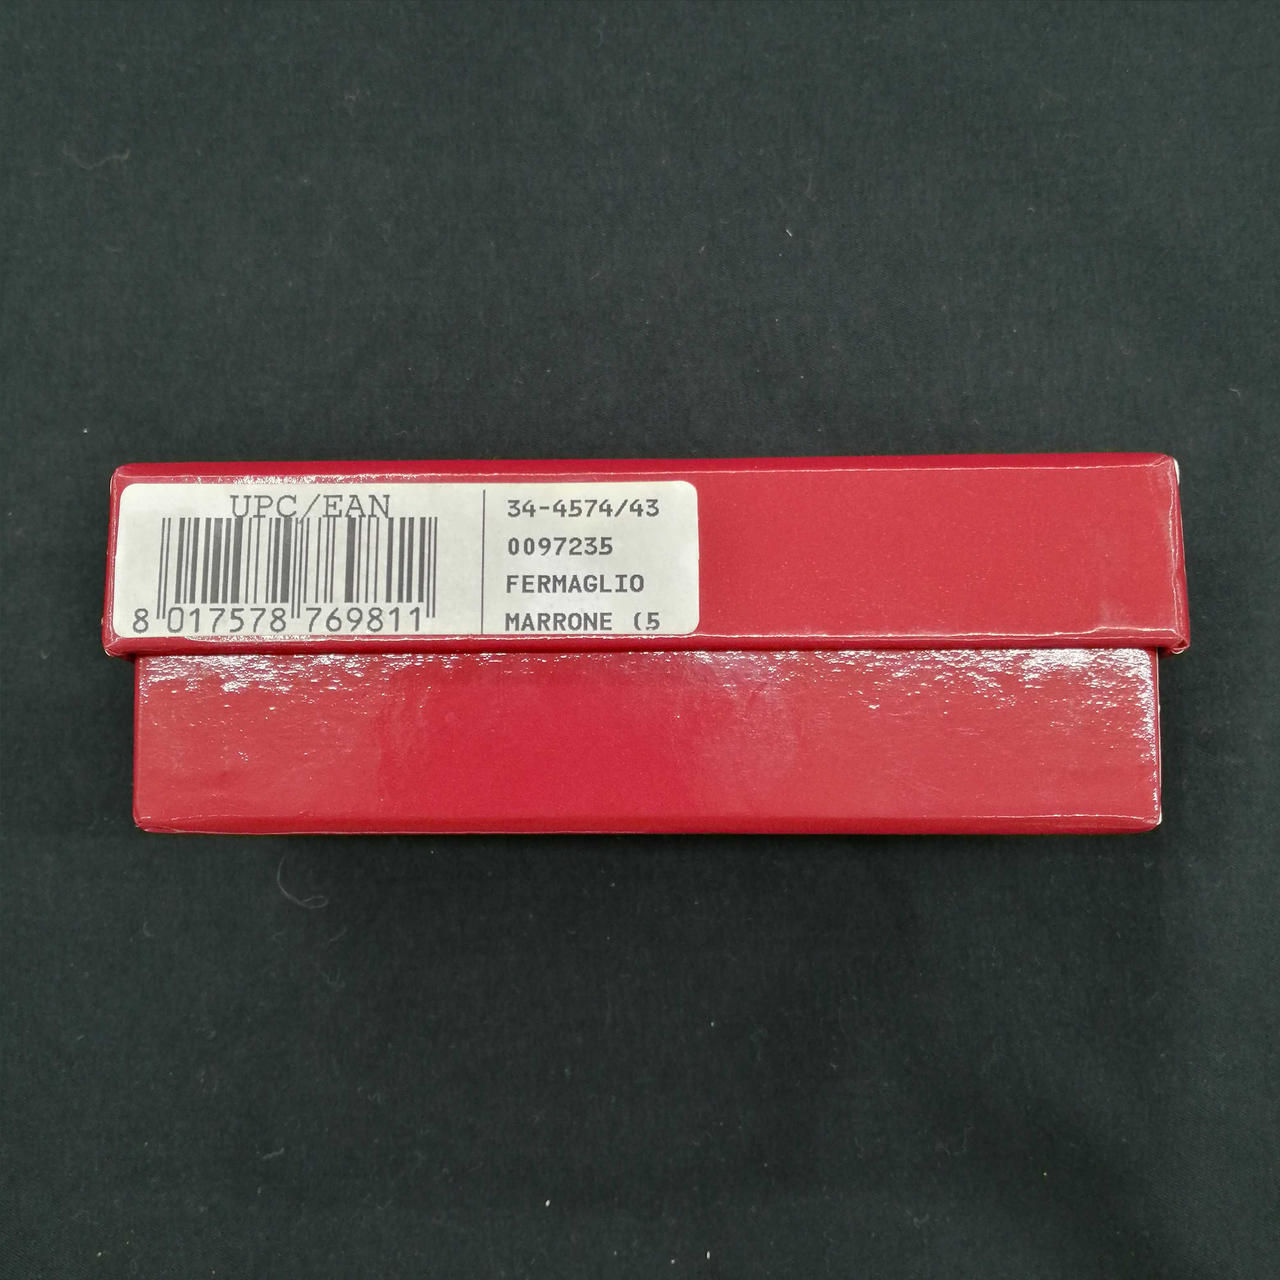 UPC/EAN
8 017578 769811
34-4574/43
0097235
FERMAGLIO
MARRONE (5